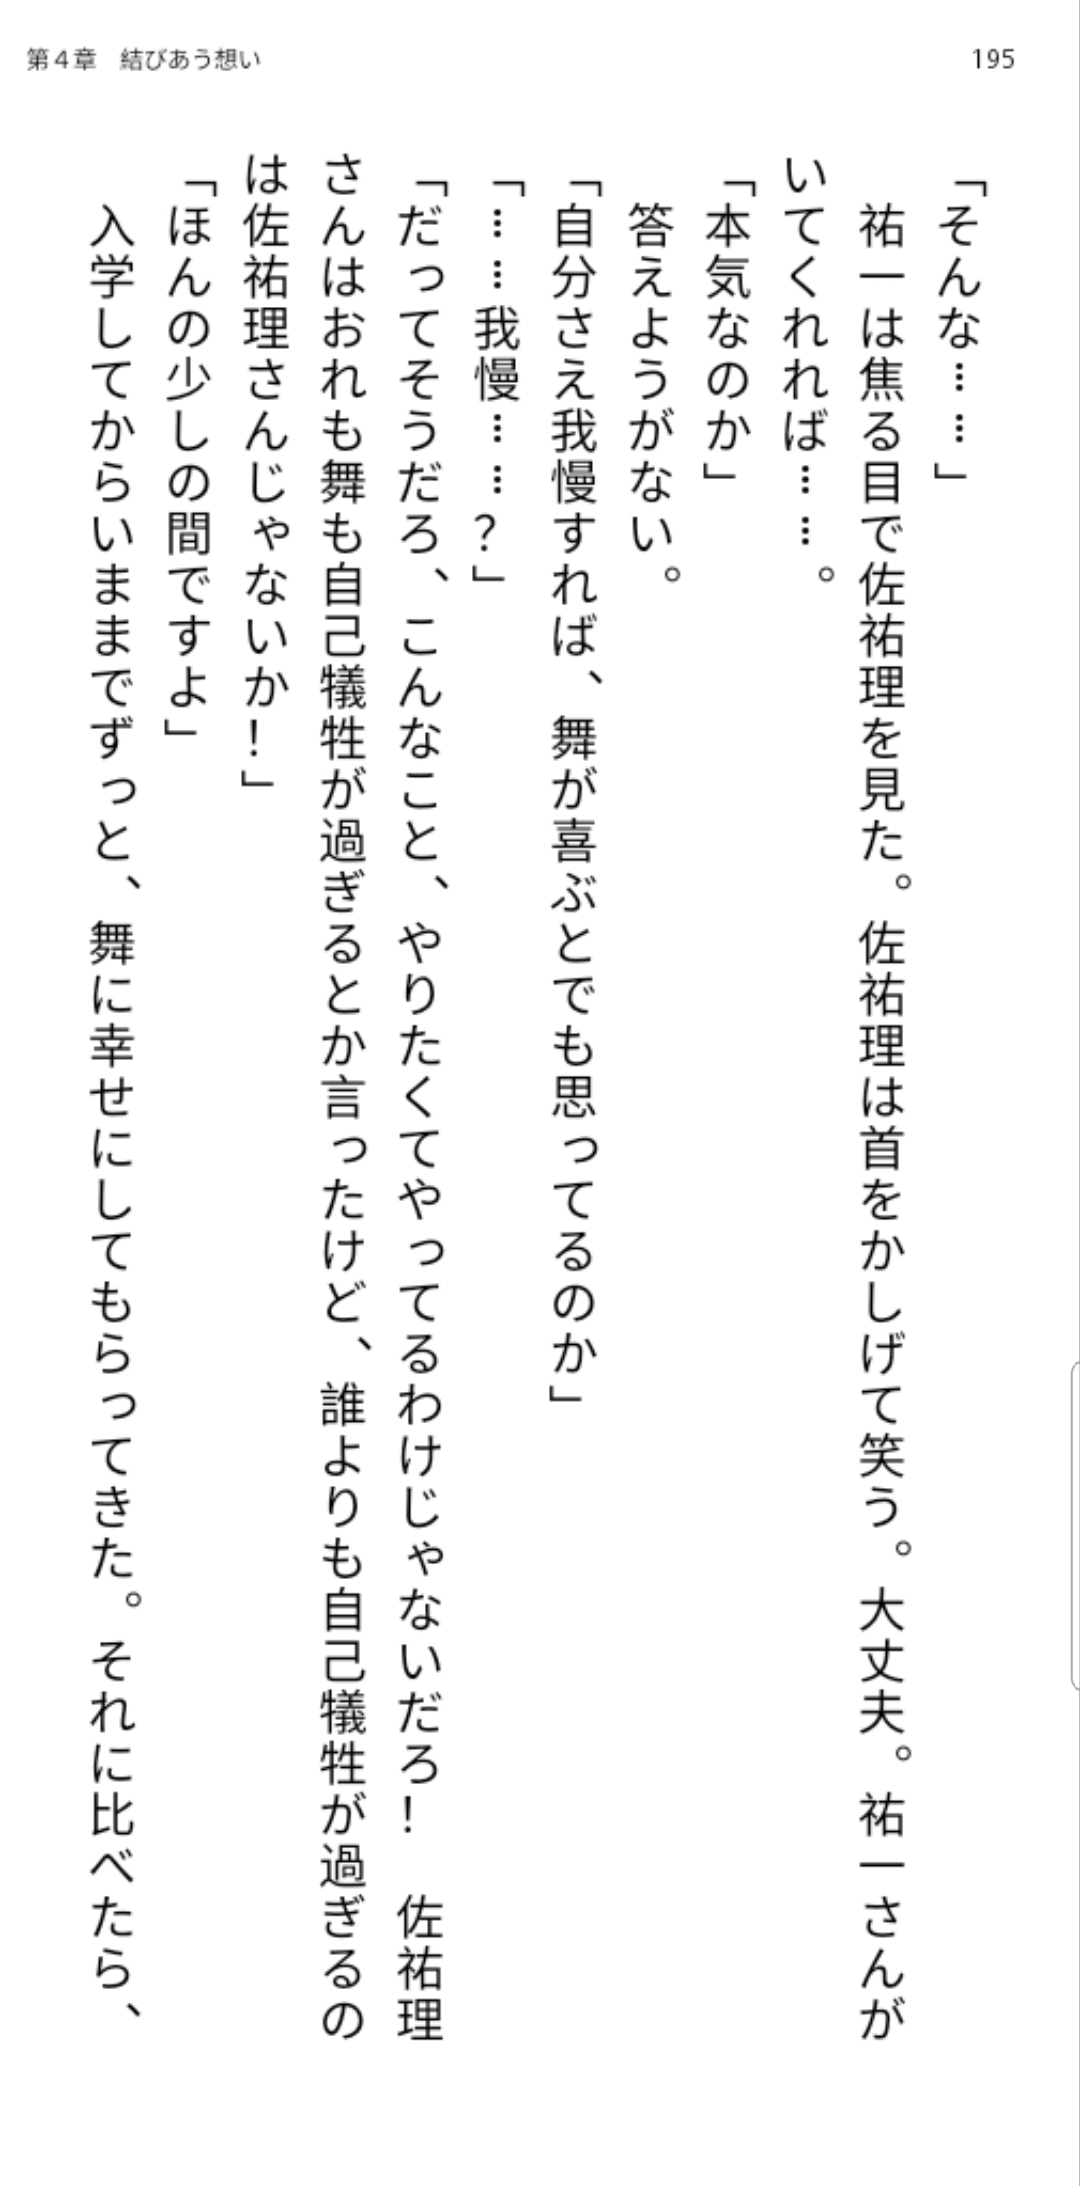 第4章　結びあう想い
195
「そんな……」
　祐一は焦る目で佐祐理を見た。佐祐理は首をかしげて笑う。大丈夫。祐一さんが
いてくれれば……。
「本気なのか」
　答えようがない。
「自分さえ我慢すれば、舞が喜ぶとでも思ってるのか」
「……我慢……？」
「だってそうだろ、こんなこと、やりたくてやってるわけじゃないだろ！　佐祐理
さんはおれも舞も自己犠牲が過ぎるとか言ったけど、誰よりも自己犠牲が過ぎるの
は佐祐理さんじゃないか！」
「ほんの少しの間ですよ」
　入学してからいままでずっと、舞に幸せにしてもらってきた。それに比べたら、